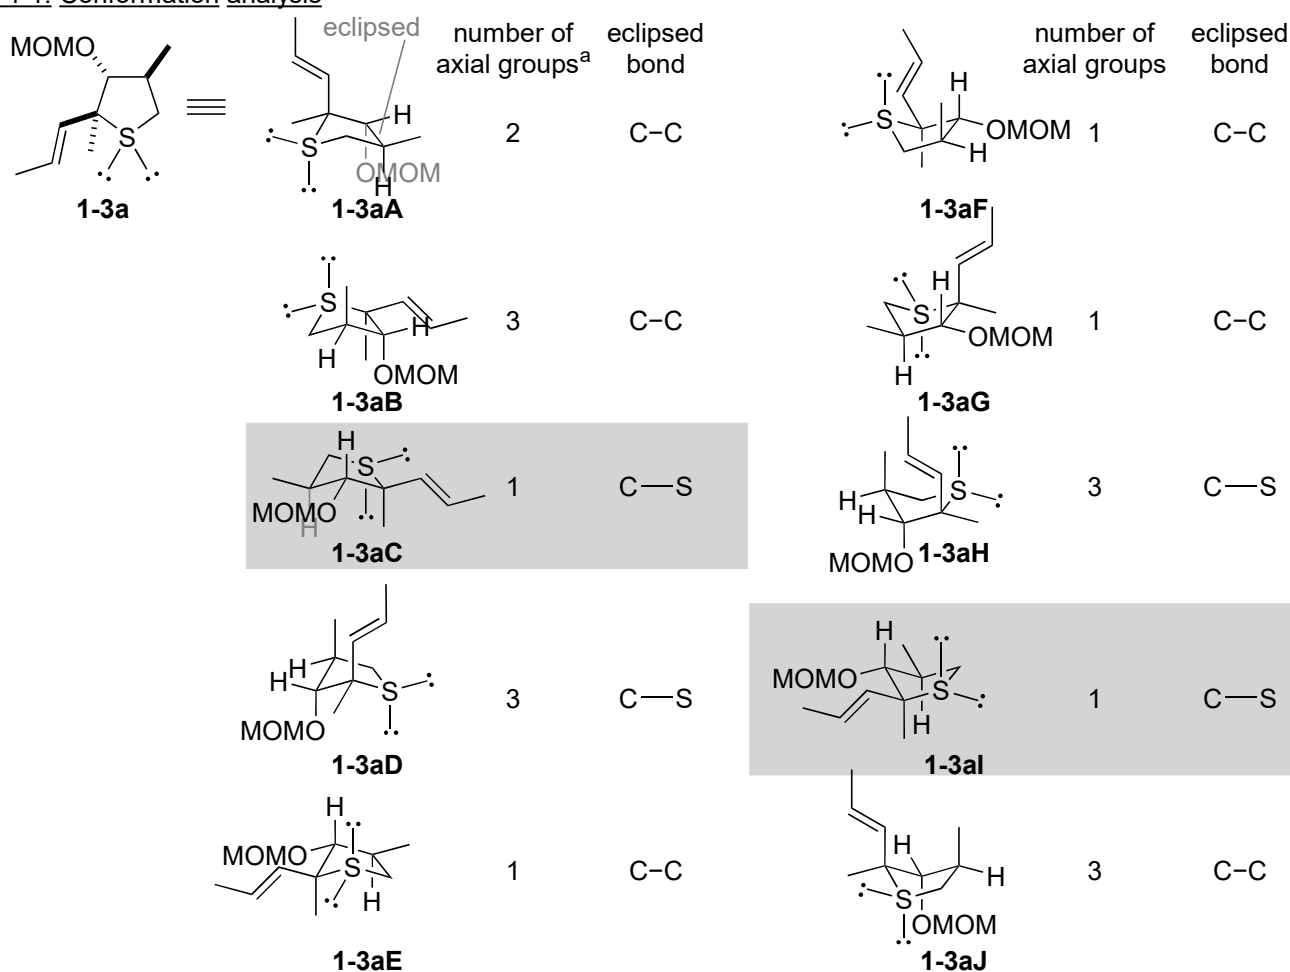 1-1. Conformation analysis
eclipsed
number of axial groupsᵃ
eclipsed bond
number of axial groups
eclipsed bond
MOMO
S
1-3a
H
S
OMOM
H
1-3aA
2
C−C
S
H
OMOM
H
1-3aF
1
C−C
S
H
H
OMOM
1-3aB
3
C−C
H
S
OMOM
H
1-3aG
1
C−C
H
S
MOMO
H
1-3aC
1
C—S
S
H
H
MOMO
1-3aH
3
C—S
H
H
S
MOMO
1-3aD
3
C—S
H
MOMO
S
H
1-3aI
1
C—S
H
MOMO
S
H
1-3aE
1
C−C
H
H
S
OMOM
1-3aJ
3
C−C